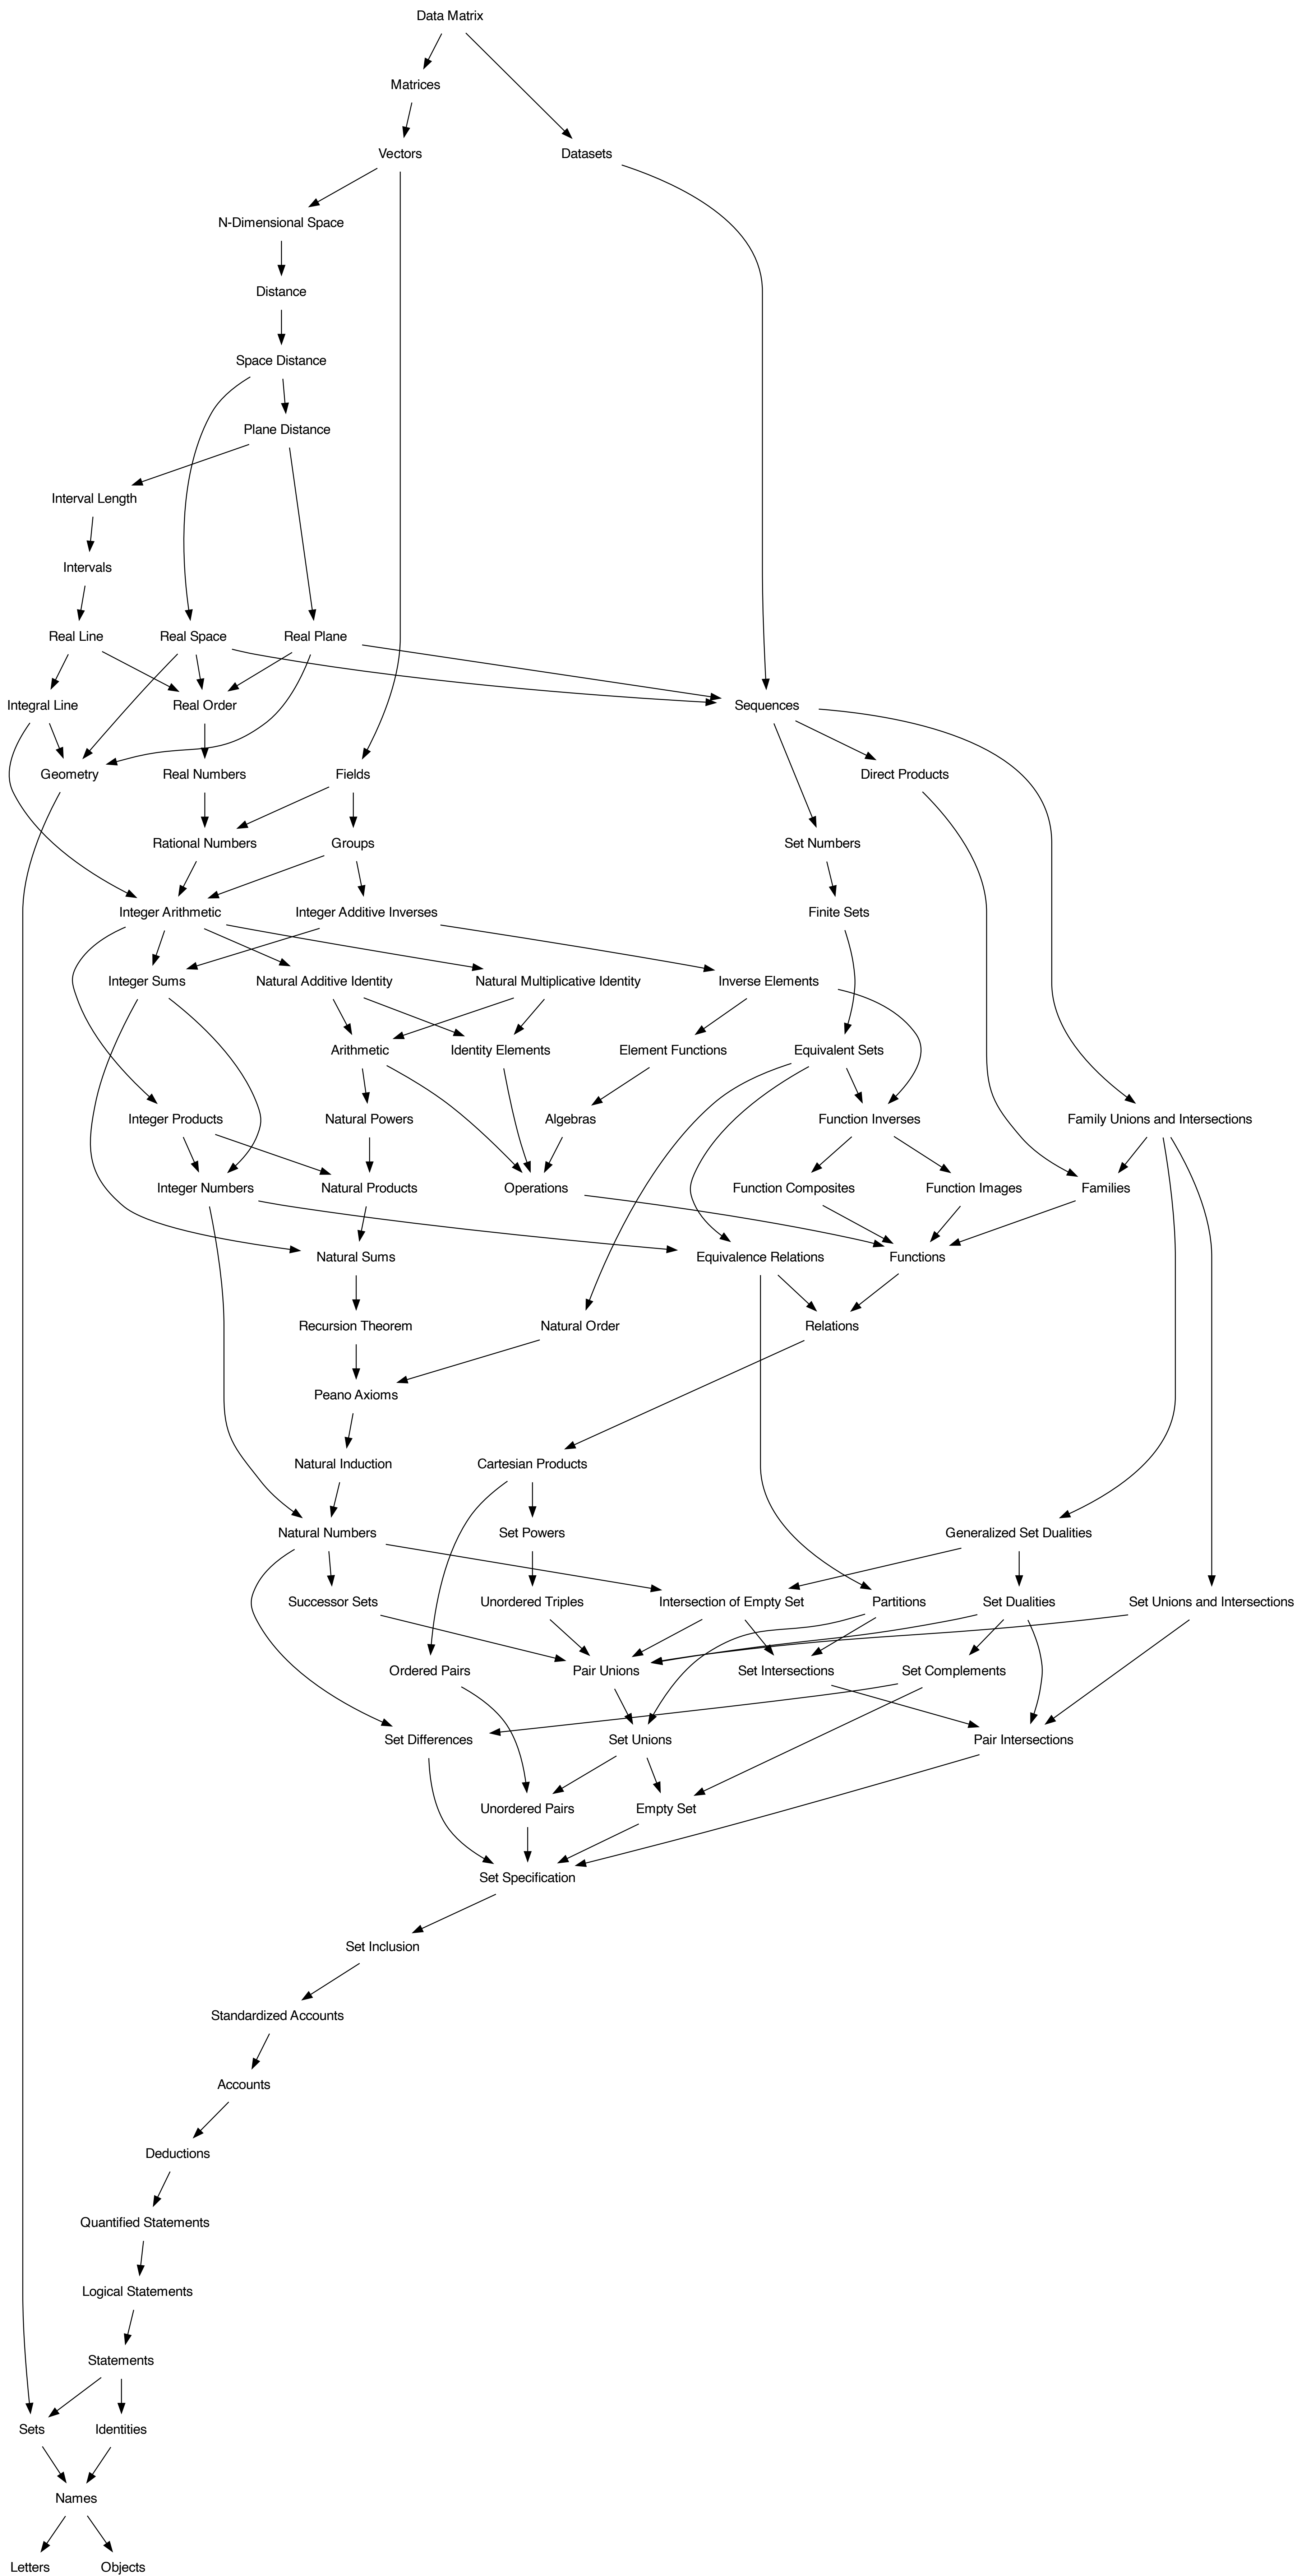 Data Matrix
Matrices
Vectors
Datasets
N-Dimensional Space
Distance
Space Distance
Plane Distance
Interval Length
Intervals
Real Line
Real Space
Real Plane
Integral Line
Real Order
Sequences
Geometry
Real Numbers
Fields
Direct Products
Rational Numbers
Groups
Set Numbers
Integer Arithmetic
Integer Additive Inverses
Finite Sets
Integer Sums
Natural Additive Identity
Natural Multiplicative Identity
Inverse Elements
Arithmetic
Identity Elements
Element Functions
Equivalent Sets
Integer Products
Natural Powers
Algebras
Function Inverses
Family Unions and Intersections
Integer Numbers
Natural Products
Operations
Function Composites
Function Images
Families
Natural Sums
Equivalence Relations
Functions
Recursion Theorem
Natural Order
Relations
Peano Axioms
Natural Induction
Cartesian Products
Natural Numbers
Set Powers
Generalized Set Dualities
Successor Sets
Unordered Triples
Intersection of Empty Set
Partitions
Set Dualities
Set Unions and Intersections
Ordered Pairs
Pair Unions
Set Intersections
Set Complements
Set Differences
Set Unions
Pair Intersections
Unordered Pairs
Empty Set
Set Specification
Set Inclusion
Standardized Accounts
Accounts
Deductions
Quantified Statements
Logical Statements
Statements
Sets
Identities
Names
Letters
Objects